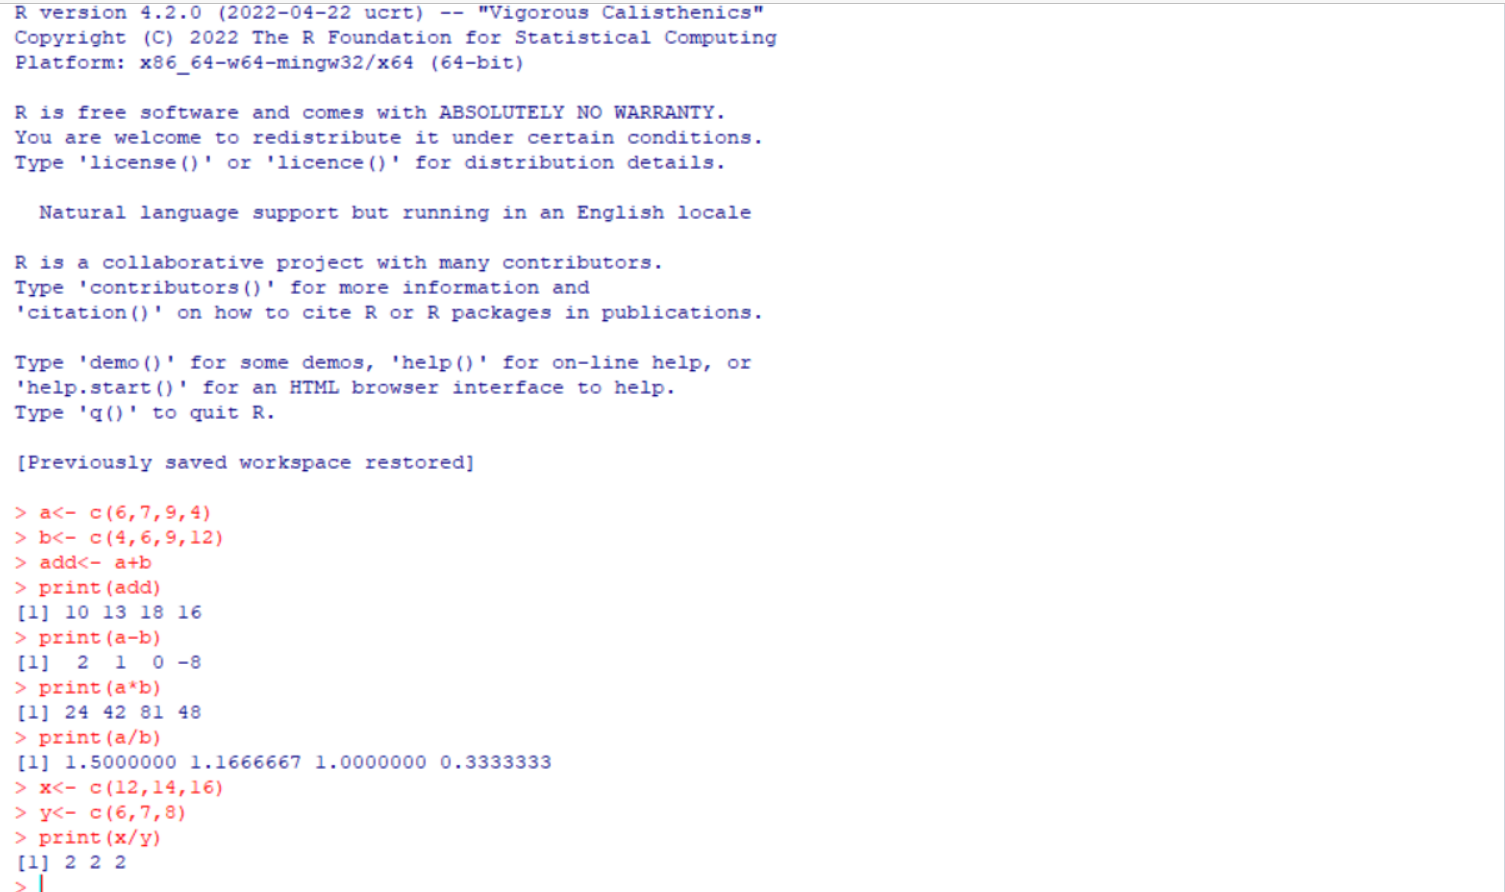 R version 4.2.0 (2022-04-22 ucrt) -- "Vigorous Calisthenics"
Copyright (C) 2022 The R Foundation for Statistical Computing
Platform: x86_64-w64-mingw32/x64 (64-bit)
R is free software and comes with ABSOLUTELY NO WARRANTY.
You are welcome to redistribute it under certain conditions.
Type 'license()' or 'licence()' for distribution details.
Natural language support but running in an English locale
R is a collaborative project with many contributors.
Type 'contributors()' for more information and
'citation()' on how to cite R or R packages in publications.
Type 'demo()' for some demos, 'help()' for on-line help, or
'help.start()' for an HTML browser interface to help.
Type 'q()' to quit R.
[Previously saved workspace restored]
> a<- c(6,7,9,4)
> b<- c(4,6,9,12)
> add<- a+b
> print(add)
[1] 10 13 18 16
> print(a-b)
[1]  2  1  0 -8
> print(a*b)
[1] 24 42 81 48
> print(a/b)
[1] 1.5000000 1.1666667 1.0000000 0.3333333
> x<- c(12,14,16)
> y<- c(6,7,8)
> print(x/y)
[1] 2 2 2
>